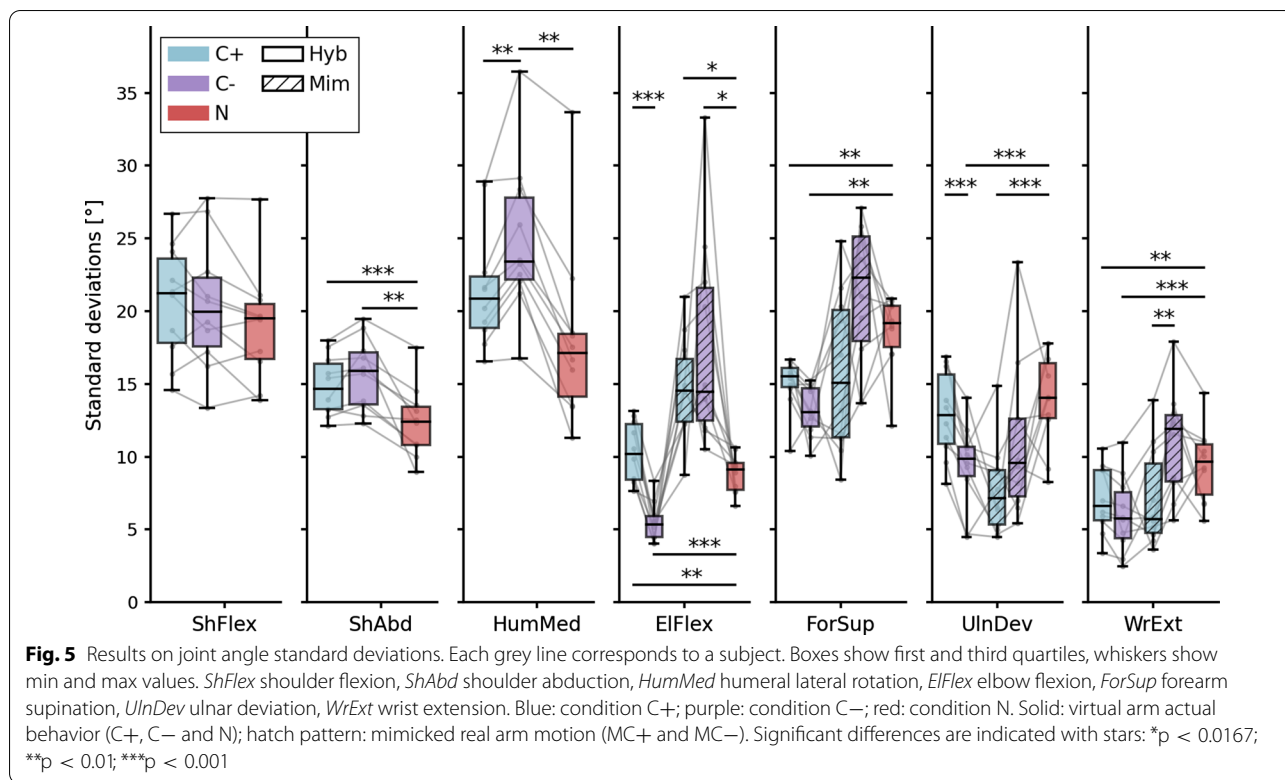 C+
C-
N
Hyb
Mim
Standard deviations [°]
35
30
25
20
15
10
5
0
*** **
** **
*** * * *** **
** **
*** *** ***
** *** **
ShFlex ShAbd HumMed ElFlex ForSup UlnDev WrExt
Fig. 5 Results on joint angle standard deviations. Each grey line corresponds to a subject. Boxes show first and third quartiles, whiskers show
min and max values. ShFlex shoulder flexion, ShAbd shoulder abduction, HumMed humeral lateral rotation, ElFlex elbow flexion, ForSup forearm
supination, UlnDev ulnar deviation, WrExt wrist extension. Blue: condition C+; purple: condition C−; red: condition N. Solid: virtual arm actual
behavior (C+, C− and N); hatch pattern: mimicked real arm motion (MC+ and MC−). Significant differences are indicated with stars: *p < 0.0167;
**p < 0.01; ***p < 0.001